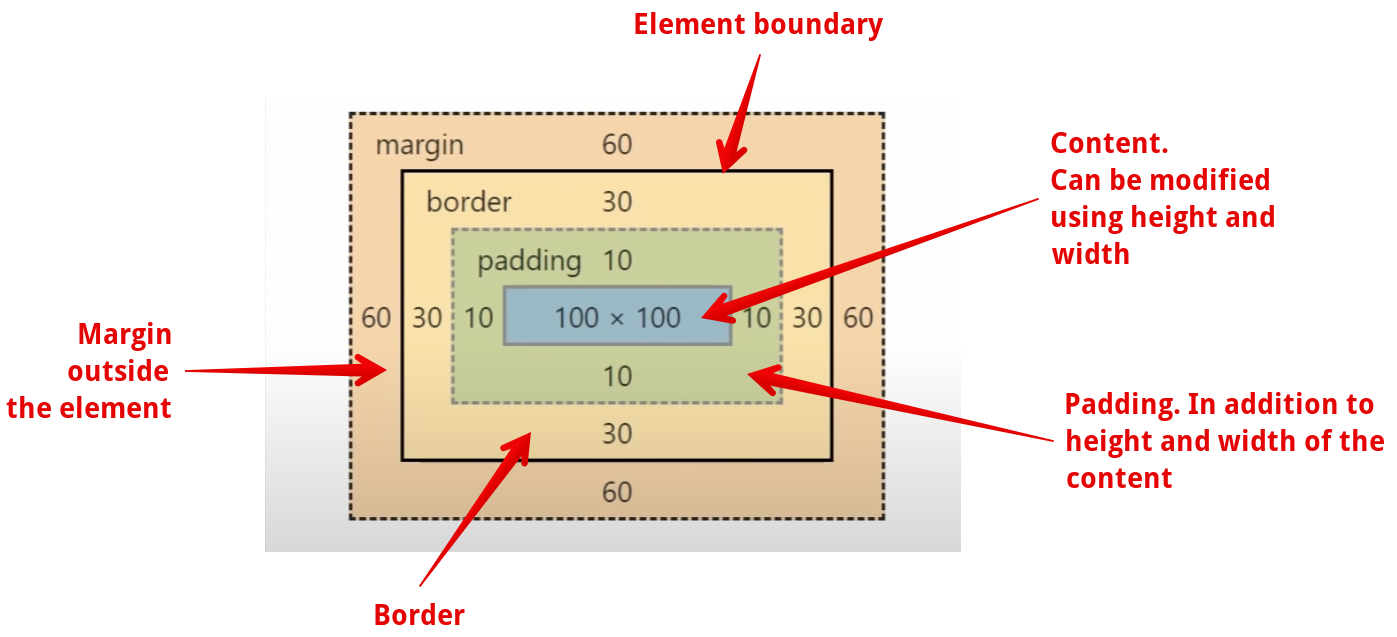 Element boundary
margin 60
border 30
padding 10
60 30 10 100 × 100 10 30 60
10
30
60
Content.
Can be modified
using height and
width
Margin
outside
the element
Padding. In addition to
height and width of the
content
Border